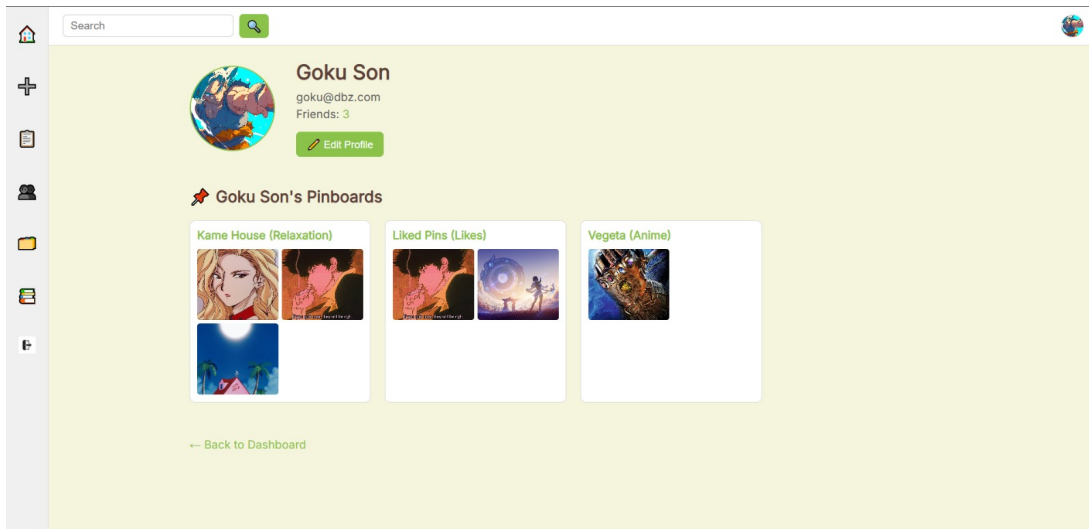 Search
Goku Son
goku@dbz.com
Friends: 3
Edit Profile
Goku Son's Pinboards
Kame House (Relaxation)
Liked Pins (Likes)
Vegeta (Anime)
← Back to Dashboard